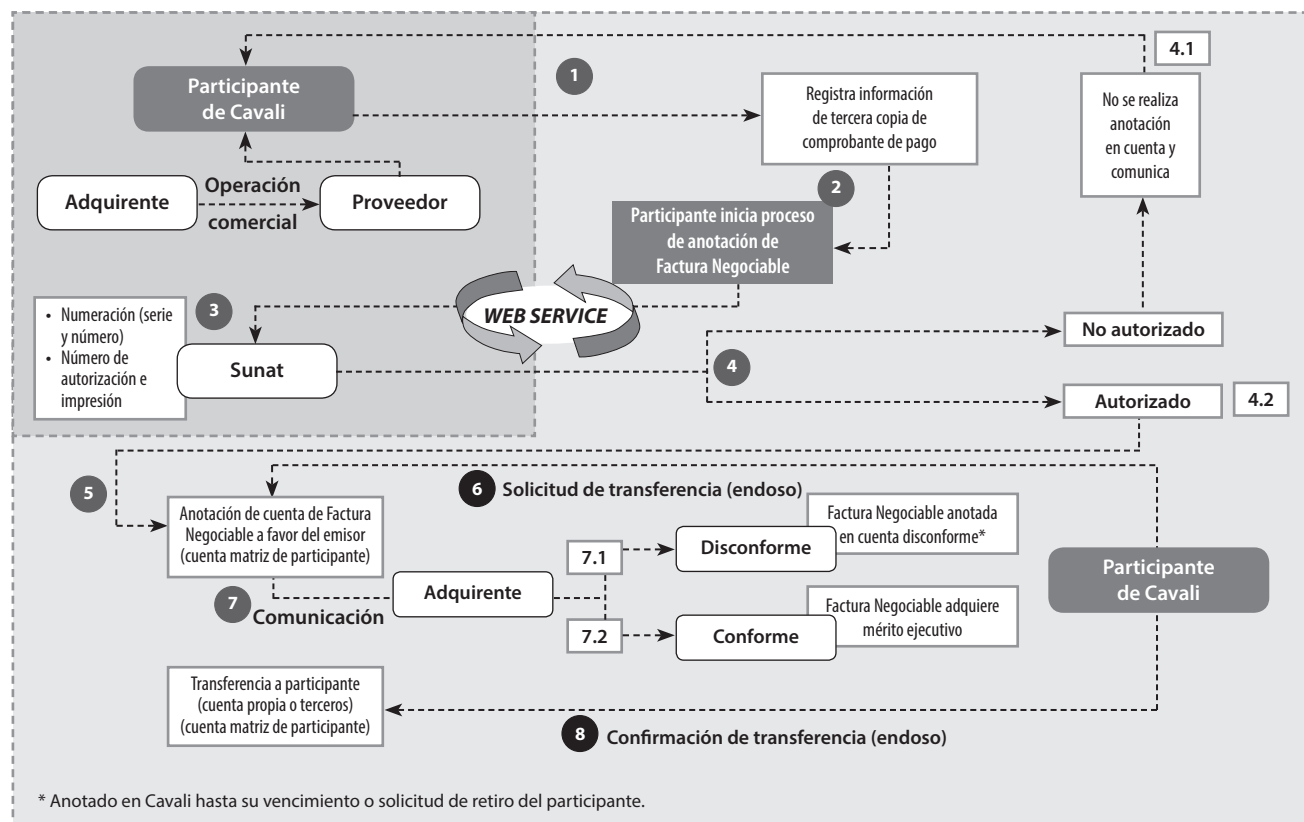 4.1
Participante
de Cavali
1
Registra información
de tercera copia de
comprobante de pago
No se realiza
anotación
en cuenta y
comunica
Adquirente
Operación
comercial
Proveedor
2
Participante inicia proceso
de anotación de
Factura Negociable
• Numeración (serie
y número)
• Número de
autorización e
impresión
3
Sunat
WEB SERVICE
4
No autorizado
Autorizado
4.2
5
6 Solicitud de transferencia (endoso)
Anotación de cuenta de Factura
Negociable a favor del emisor
(cuenta matriz de participante)
7
Comunicación
Adquirente
7.1
Disconforme
Factura Negociable anotada
en cuenta disconforme*
7.2
Conforme
Factura Negociable adquiere
mérito ejecutivo
Participante
de Cavali
Transferencia a participante
(cuenta propia o terceros)
(cuenta matriz de participante)
8 Confirmación de transferencia (endoso)
* Anotado en Cavali hasta su vencimiento o solicitud de retiro del participante.